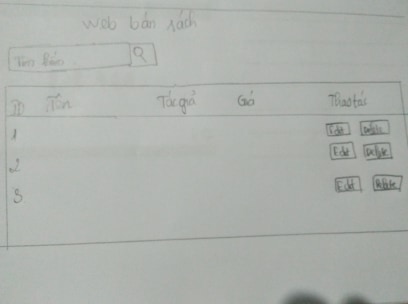 Web bán sách
Tìm kiếm
ID Tên Tác giả Giá Thao tác
1 Edit Delete
2 Edit Delete
3 Edit Delete